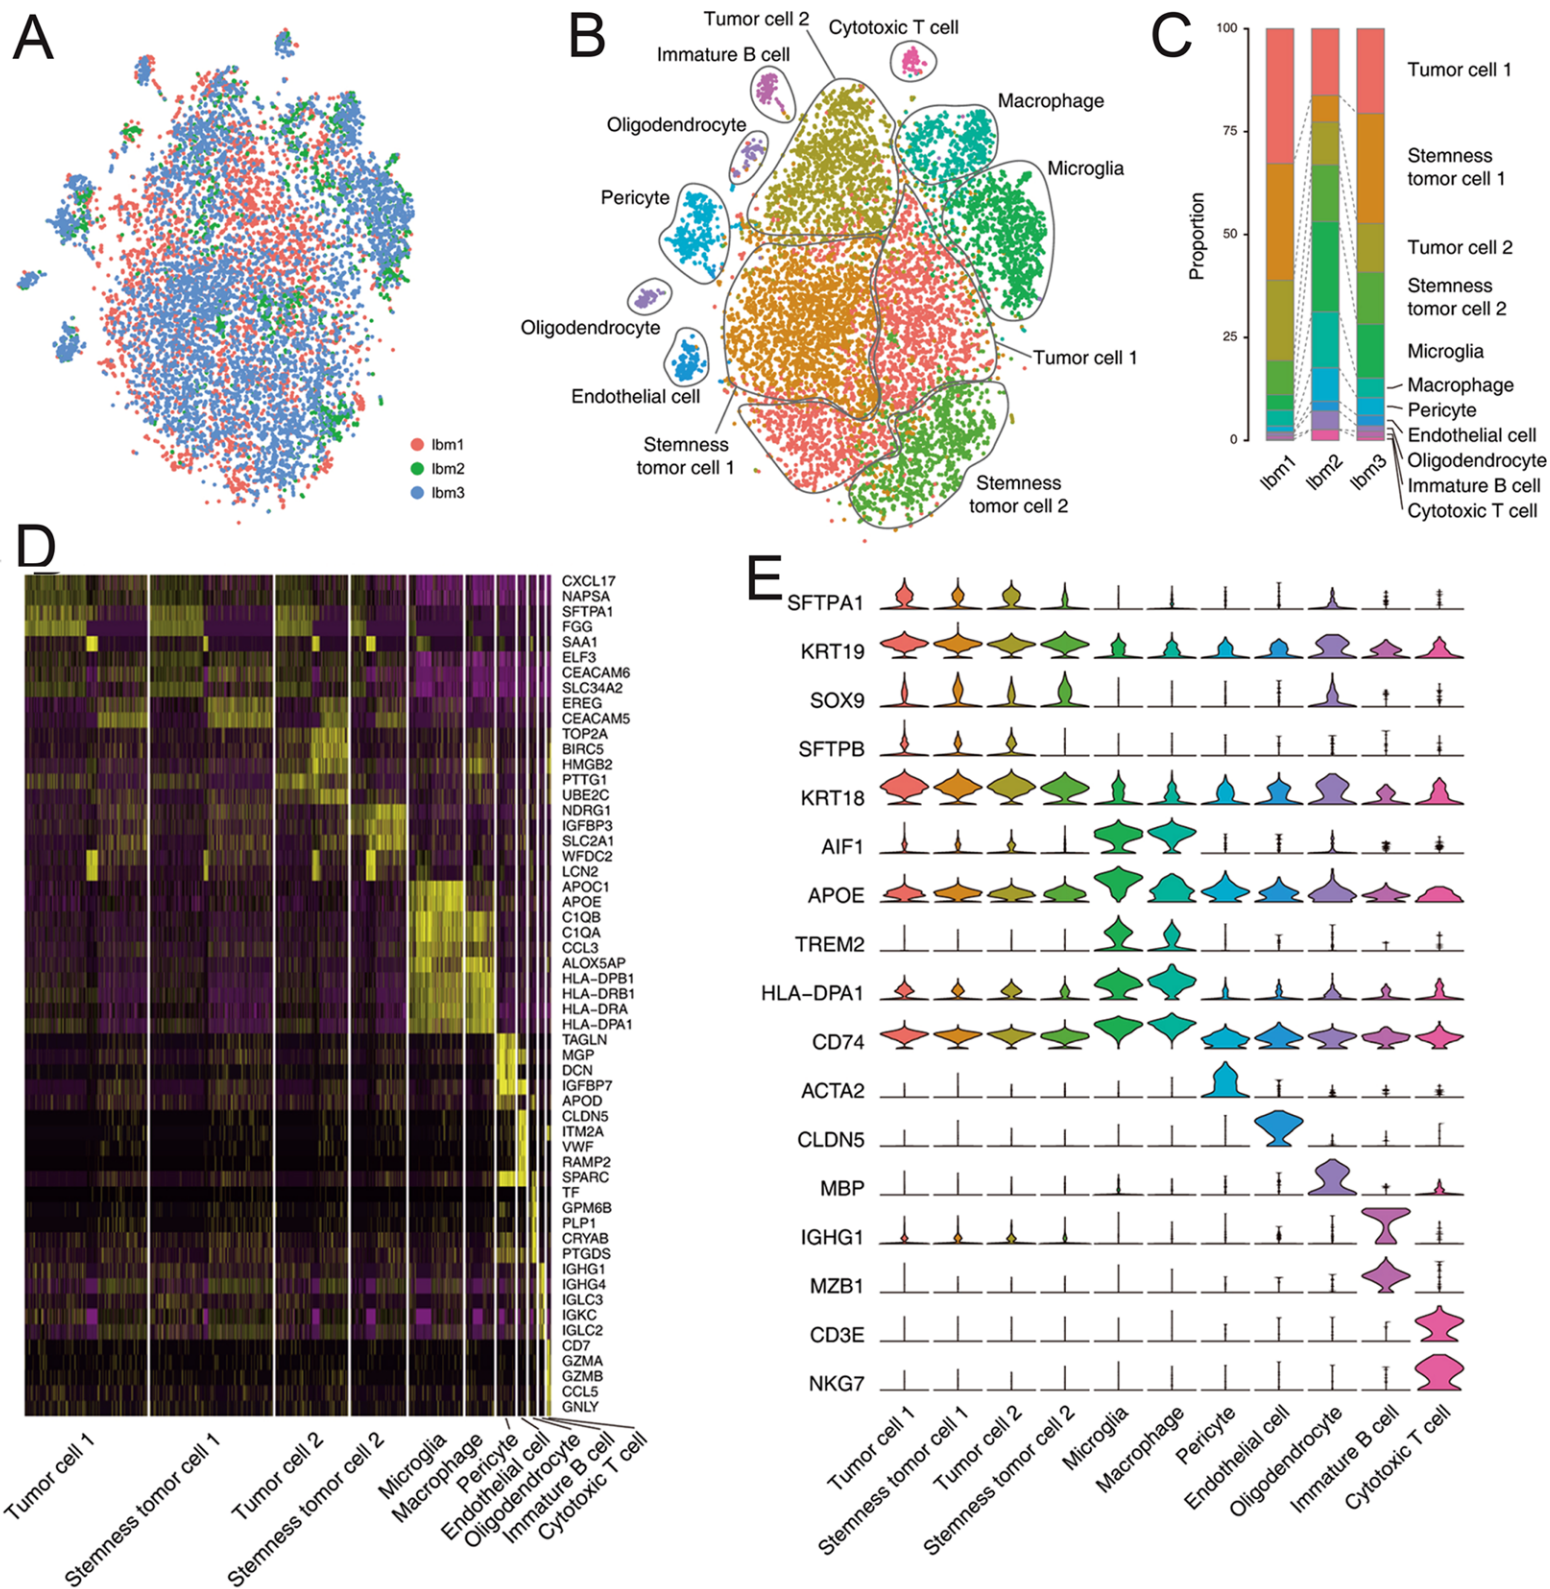 A
Ibm1
Ibm2
Ibm3
B
Tumor cell 2
Cytotoxic T cell
Immature B cell
Macrophage
Oligodendrocyte
Microglia
Pericyte
Oligodendrocyte
Tumor cell 1
Endothelial cell
Stemness
tomor cell 1
Stemness
tomor cell 2
C
100
75
50
25
0
Proportion
Ibm1
Ibm2
Ibm3
Tumor cell 1
Stemness
tomor cell 1
Tumor cell 2
Stemness
tomor cell 2
Microglia
Macrophage
Pericyte
Endothelial cell
Oligodendrocyte
Immature B cell
Cytotoxic T cell
D
CXCL17
NAPSA
SFTPA1
FGG
SAA1
ELF3
CEACAM6
SLC34A2
EREG
CEACAM5
TOP2A
BIRC5
HMGB2
PTTG1
UBE2C
NDRG1
IGFBP3
SLC2A1
WFDC2
LCN2
APOC1
APOE
C1QB
C1QA
CCL3
ALOX5AP
HLA-DPB1
HLA-DRB1
HLA-DRA
HLA-DPA1
TAGLN
MGP
DCN
IGFBP7
APOD
CLDN5
ITM2A
VWF
RAMP2
SPARC
TF
GPM6B
PLP1
CRYAB
PTGDS
IGHG1
IGHG4
IGLC3
IGKC
IGLC2
CD7
GZMA
GZMB
CCL5
GNLY
Tumor cell 1
Stemness tomor cell 1
Tumor cell 2
Stemness tomor cell 2
Microglia
Macrophage
Pericyte
Endothelial cell
Oligodendrocyte
Immature B cell
Cytotoxic T cell
E
SFTPA1
KRT19
SOX9
SFTPB
KRT18
AIF1
APOE
TREM2
HLA-DPA1
CD74
ACTA2
CLDN5
MBP
IGHG1
MZB1
CD3E
NKG7
Tumor cell 1
Stemness tomor cell 1
Tumor cell 2
Stemness tomor cell 2
Microglia
Macrophage
Pericyte
Endothelial cell
Oligodendrocyte
Immature B cell
Cytotoxic T cell